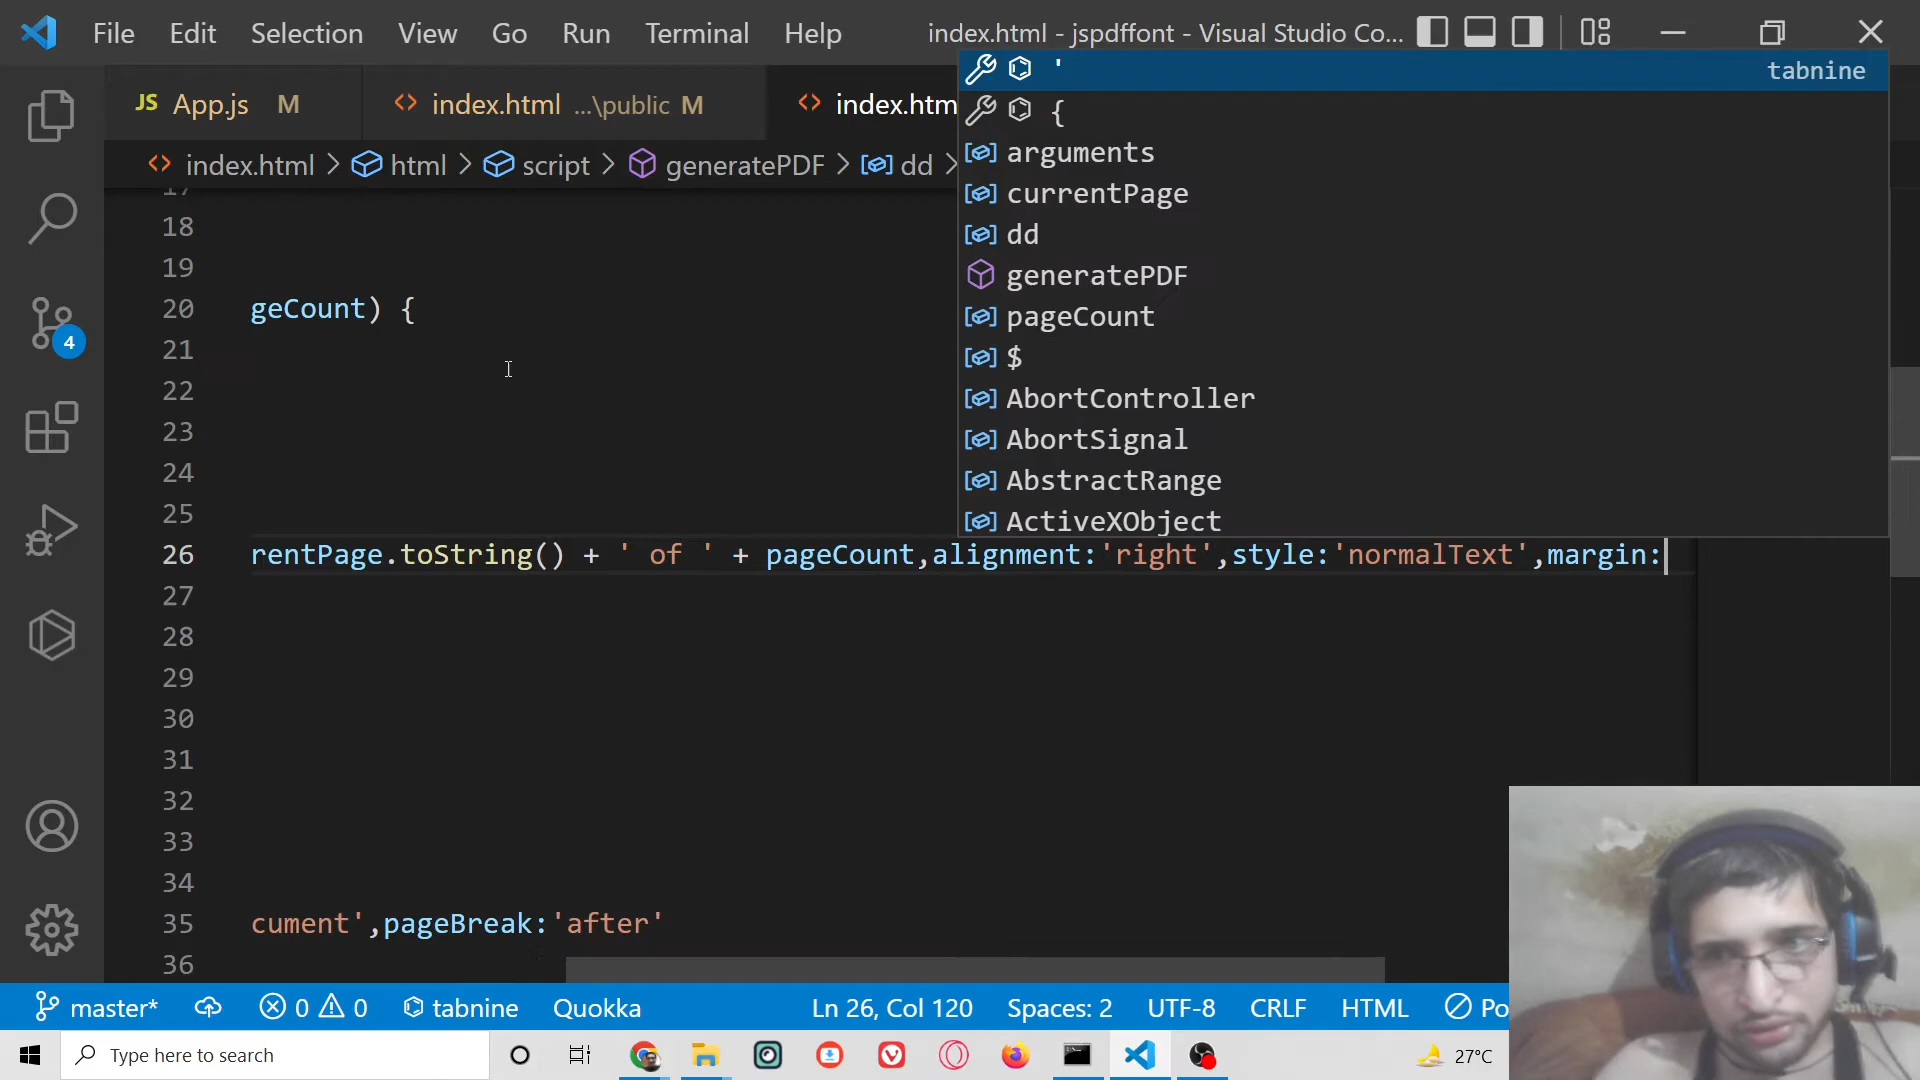 File Edit Selection View Go Run Terminal Help index.html - jspdffont - Visual Studio Co...
JS App.js M <> index.html ...\public M <> index.htm
<> index.html > html > script > generatePDF > dd >
' tabnine
{
arguments
currentPage
dd
generatePDF
pageCount
$
AbortController
AbortSignal
AbstractRange
ActiveXObject
17
18
19
20 geCount) {
21
22
23
24
25
26 rentPage.toString() + ' of ' + pageCount,alignment:'right',style:'normalText',margin:
27
28
29
30
31
32
33
34
35 cument',pageBreak:'after'
36
4
master* 0 0 tabnine Quokka Ln 26, Col 120 Spaces: 2 UTF-8 CRLF HTML Po
Type here to search 27°C